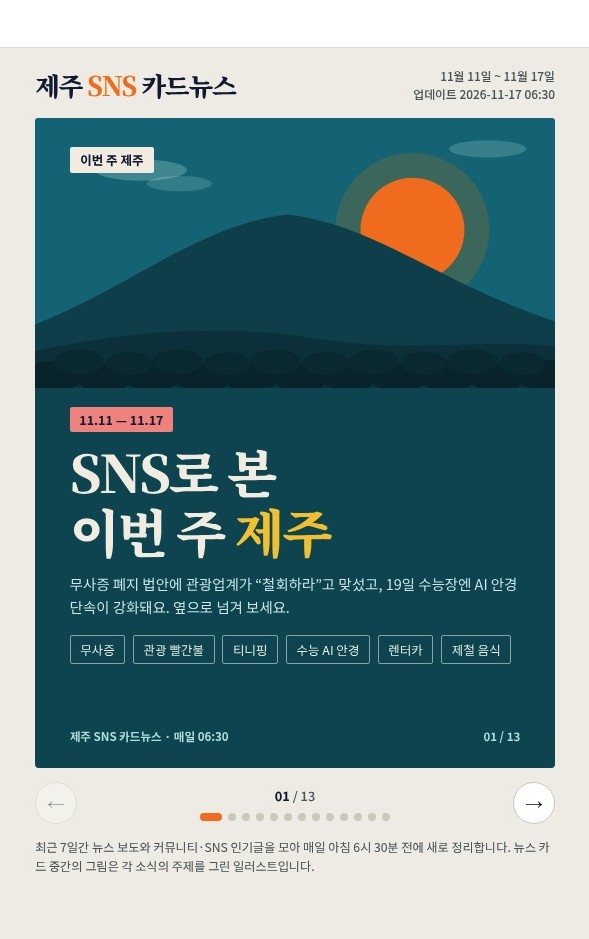 제주 SNS 카드뉴스
11월 11일 ~ 11월 17일
업데이트 2026-11-17 06:30
이번 주 제주
11.11 — 11.17
SNS로 본
이번 주 제주
무사증 폐지 법안에 관광업계가 “철회하라”고 맞섰고, 19일 수능장엔 AI 안경
단속이 강화돼요. 옆으로 넘겨 보세요.
무사증
관광 빨간불
티니핑
수능 AI 안경
렌터카
제철 음식
제주 SNS 카드뉴스 · 매일 06:30
01 / 13
←
01 / 13
→
최근 7일간 뉴스 보도와 커뮤니티·SNS 인기글을 모아 매일 아침 6시 30분 전에 새로 정리합니다. 뉴스 카
드 중간의 그림은 각 소식의 주제를 그린 일러스트입니다.